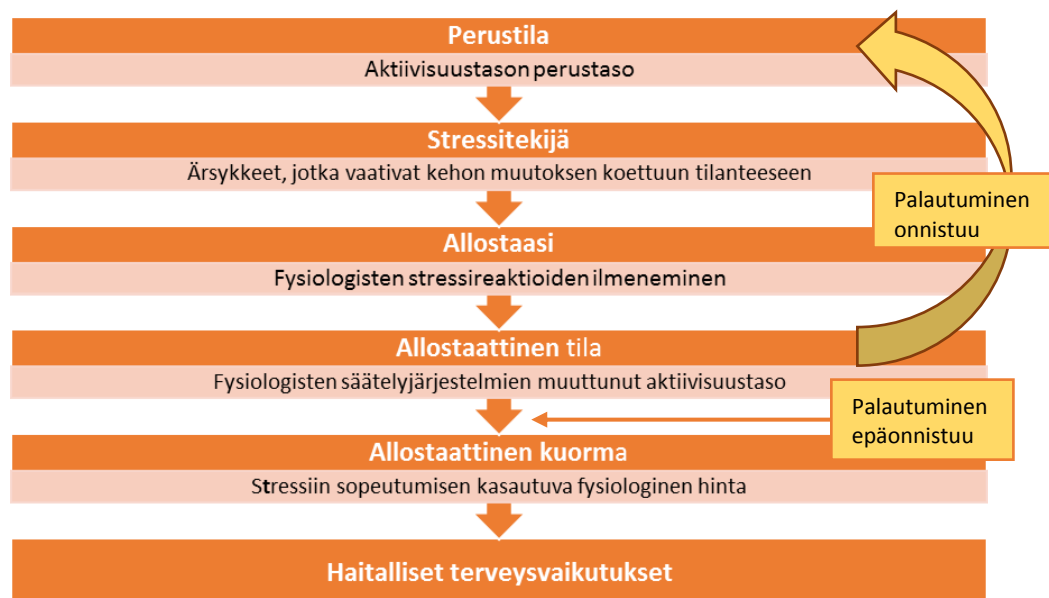 Perustila
Aktiivisuustason perustaso
Stressitekijä
Ärsykkeet, jotka vaativat kehon muutoksen koettuun tilanteeseen
Palautuminen
onnistuu
Allostaasi
Fysiologisten stressireaktioiden ilmeneminen
Allostaattinen tila
Fysiologisten säätelyjärjestelmien muuttunut aktiivisuustaso
Palautuminen
epäonnistuu
Allostaattinen kuorma
Stressiin sopeutumisen kasautuva fysiologinen hinta
Haitalliset terveysvaikutukset